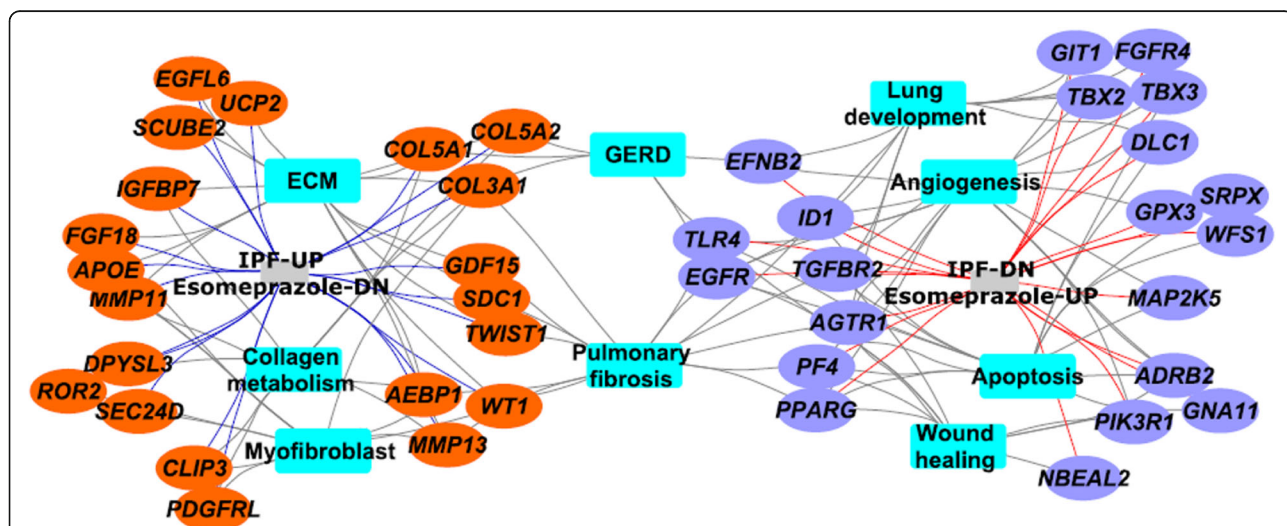 EGFL6
UCP2
SCUBE2
COL5A1
COL5A2
ECM
IGFBP7
COL3A1
FGF18
APOE
MMP11
IPF-UP
Esomeprazole-DN
GDF15
SDC1
TWIST1
DPYSL3
ROR2
SEC24D
Collagen
metabolism
AEBP1
WT1
MMP13
Myofibroblast
CLIP3
PDGFRL
GERD
Pulmonary
fibrosis
GIT1
FGFR4
Lung
development
TBX2
TBX3
DLC1
EFNB2
Angiogenesis
SRPX
GPX3
WFS1
ID1
TLR4
EGFR
TGFBR2
IPF-DN
Esomeprazole-UP
MAP2K5
AGTR1
PF4
PPARG
Apoptosis
ADRB2
GNA11
PIK3R1
Wound
healing
NBEAL2